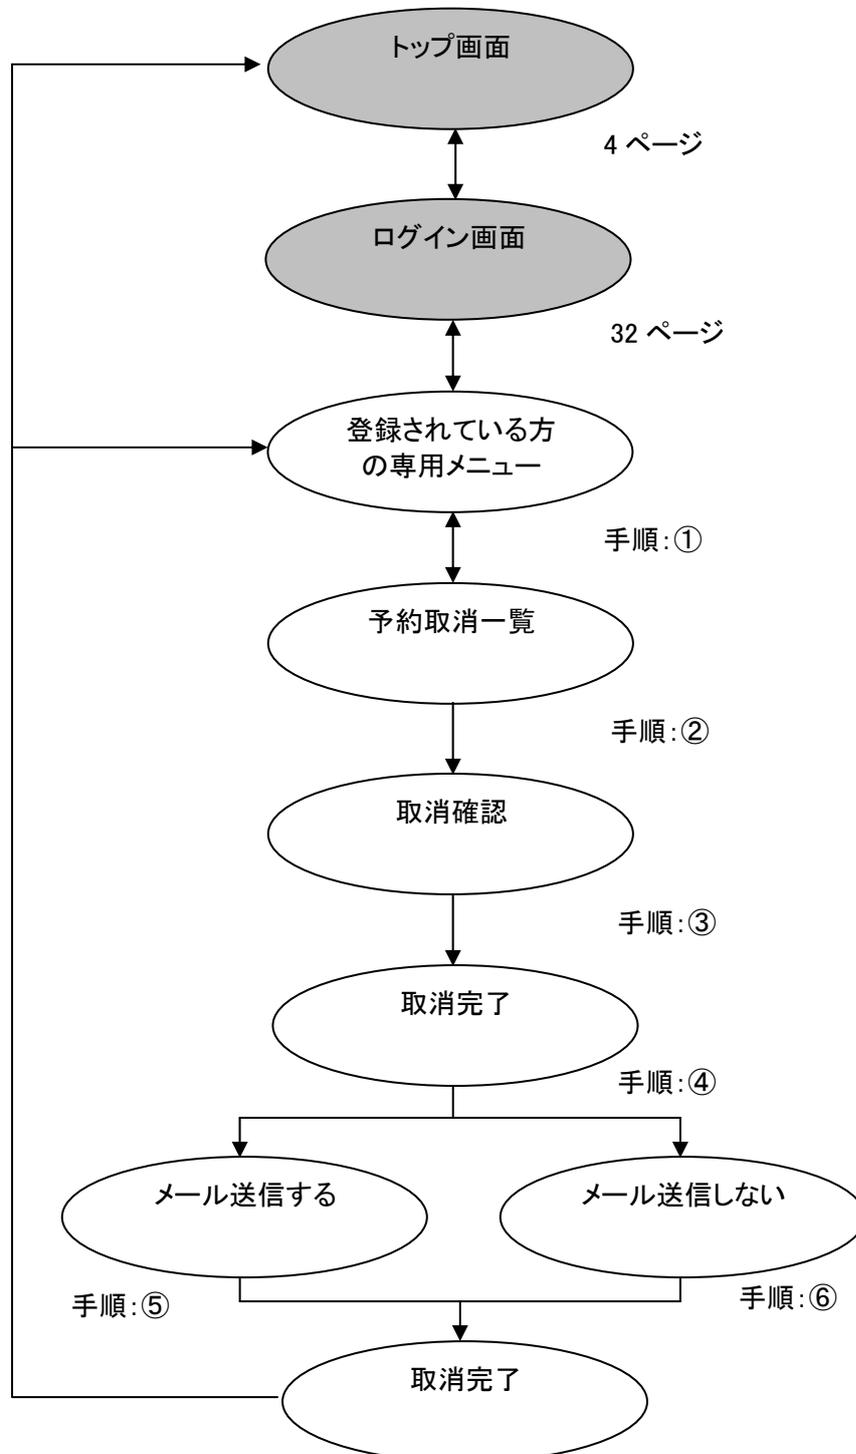 トップ画面
4 ページ
ログイン画面
32 ページ
登録されている方
の専用メニュー
手順:①
予約取消一覧
手順:②
取消確認
手順:③
取消完了
手順:④
メール送信する
メール送信しない
手順:⑤
手順:⑥
取消完了